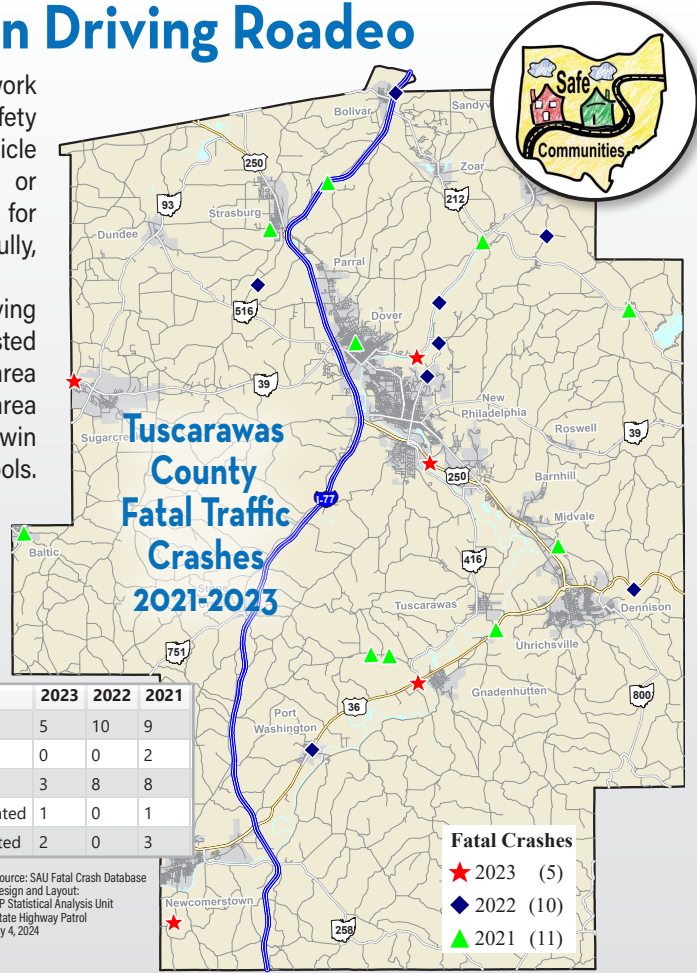 n Driving Roadeo
work
fety
icle
or
for
ully,
ving
sted
area
area
win
ools.
Safe
Communities
Bolivar
Sandyv
Zoar
250
212
93
Strasburg
Dundee
Parral
516
Dover
39
New
Philadelphia
Sugarcre
Roswell
39
Tuscarawas
County
Fatal Traffic
Crashes
2021-2023
250
Barnhill
I-77
Midvale
Baltic
416
Tuscarawas
Dennison
Uhrichsville
751
Gnadenhutten
800
36
Port
Washington
2023 2022 2021
5 10 9
0 0 2
3 8 8
ated 1 0 1
ted 2 0 3
ource: SAU Fatal Crash Database
esign and Layout:
P Statistical Analysis Unit
tate Highway Patrol
y 4, 2024
Newcomerstown
258
Fatal Crashes
2023 (5)
2022 (10)
2021 (11)